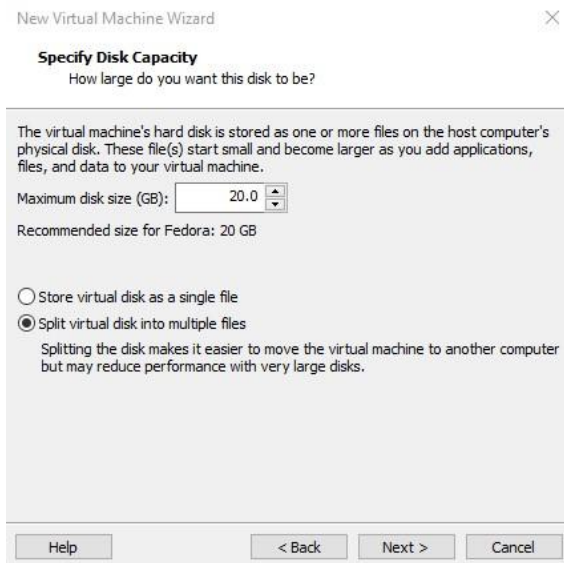 New Virtual Machine Wizard
Specify Disk Capacity
How large do you want this disk to be?
The virtual machine's hard disk is stored as one or more files on the host computer's
physical disk. These file(s) start small and become larger as you add applications,
files, and data to your virtual machine.
Maximum disk size (GB): 20.0
Recommended size for Fedora: 20 GB
Store virtual disk as a single file
Split virtual disk into multiple files
Splitting the disk makes it easier to move the virtual machine to another computer
but may reduce performance with very large disks.
Help < Back Next > Cancel